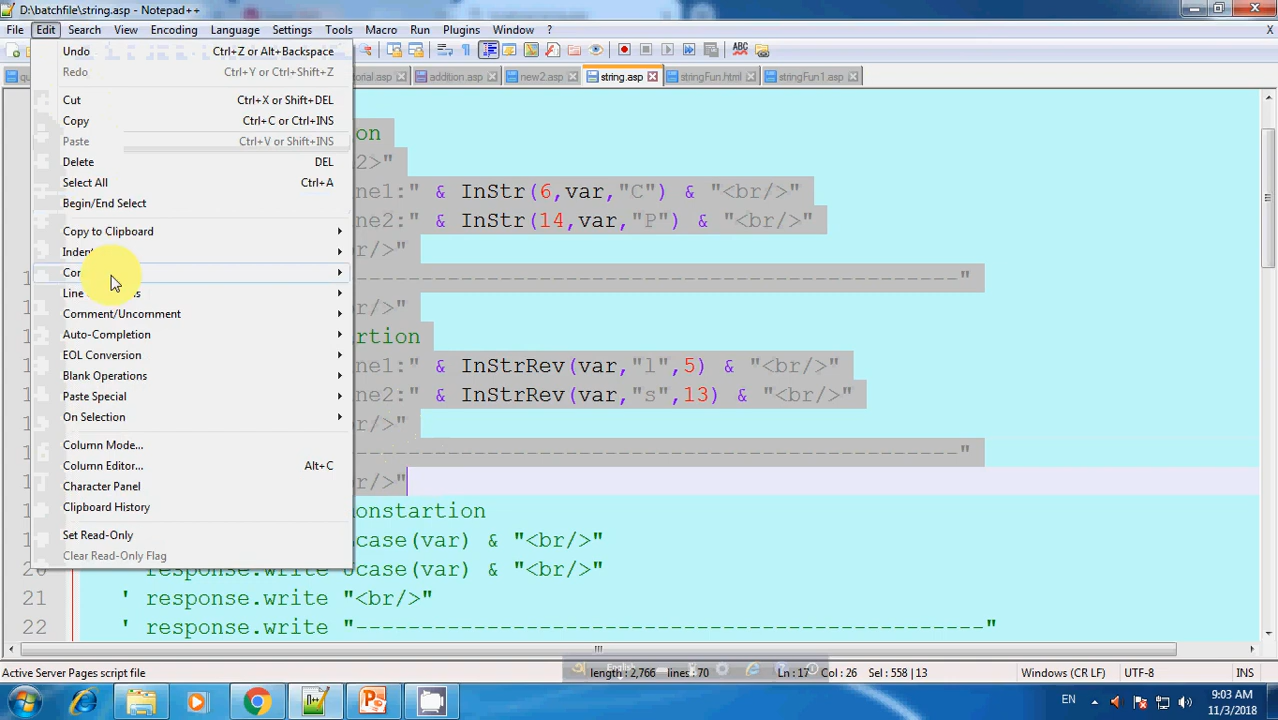 D:\batchfile\string.asp - Notepad++
File Edit Search View Encoding Language Settings Tools Macro Run Plugins Window ? X
torial.asp addition.asp new2.asp string.asp stringFun.html stringFun1.asp
Undo Ctrl+Z or Alt+Backspace
Redo Ctrl+Y or Ctrl+Shift+Z
Cut Ctrl+X or Shift+DEL
Copy Ctrl+C or Ctrl+INS
Paste Ctrl+V or Shift+INS
Delete DEL
Select All Ctrl+A
Begin/End Select
Copy to Clipboard
Indent
Con
Line
Comment/Uncomment
Auto-Completion
EOL Conversion
Blank Operations
Paste Special
On Selection
Column Mode...
Column Editor... Alt+C
Character Panel
Clipboard History
Set Read-Only
Clear Read-Only Flag
on
2>"
ne1:" & InStr(6,var,"C") & "<br/>"
ne2:" & InStr(14,var,"P") & "<br/>"
r/>"
---------------------------------------------"
r/>"
rtion
ne1:" & InStrRev(var,"l",5) & "<br/>"
ne2:" & InStrRev(var,"s",13) & "<br/>"
r/>"
---------------------------------------------"
r/>"
onstartion
case(var) & "<br/>"
20 ' response.write Ucase(var) & "<br/>"
21 ' response.write "<br/>"
22 ' response.write "---------------------------------------------"
Active Server Pages script file length : 2,766 lines : 70 Ln : 17 Col : 26 Sel : 558 | 13 Windows (CR LF) UTF-8 INS
EN
9:03 AM
11/3/2018